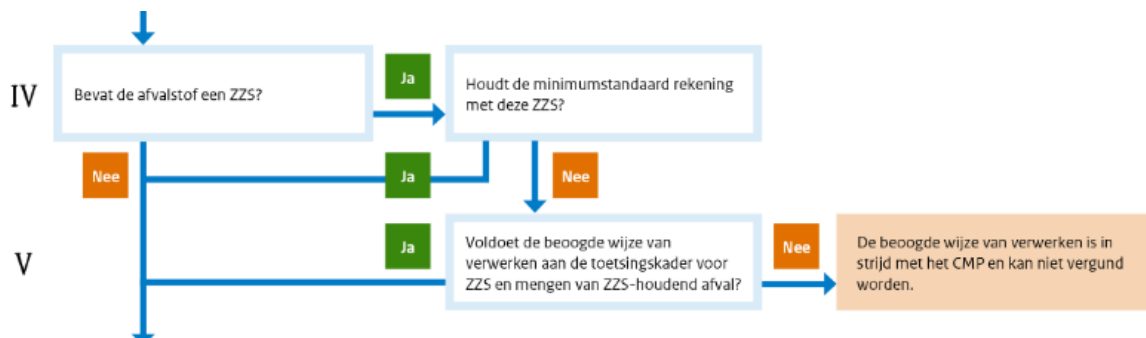 IV
Bevat de afvalstof een ZZS?
Ja
Houdt de minimumstandaard rekening
met deze ZZS?
Nee
Ja
Nee
V
Ja
Voldoet de beoogde wijze van
verwerken aan de toetsingskader voor
ZZS en mengen van ZZS-houdend afval?
Nee
De beoogde wijze van verwerken is in
strijd met het CMP en kan niet vergund
worden.